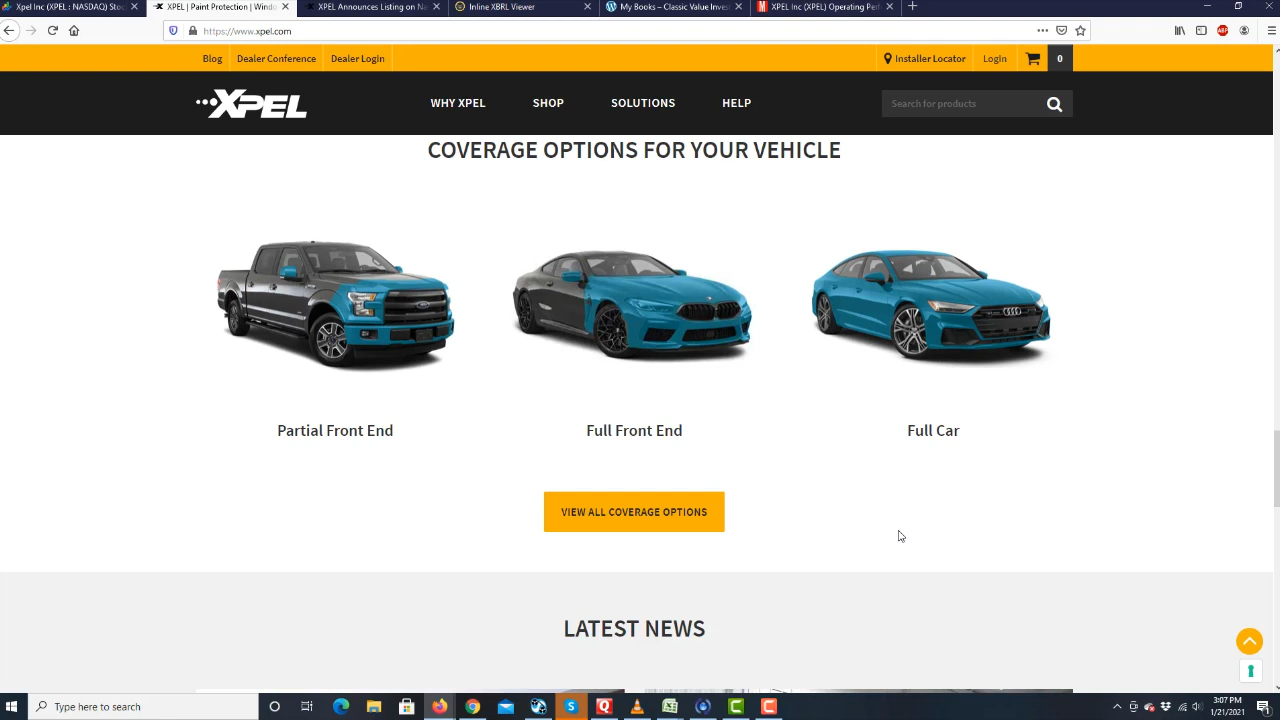 Xpel Inc (XPEL : NASDAQ) Stoc
XPEL | Paint Protection | Windo
XPEL Announces Listing on Na
Inline XBRL Viewer
My Books – Classic Value Inves
XPEL Inc (XPEL) Operating Perf
https://www.xpel.com
ABP
Blog
Dealer Conference
Dealer Login
Installer Locator
Login
0
XPEL
WHY XPEL
SHOP
SOLUTIONS
HELP
Search for products
COVERAGE OPTIONS FOR YOUR VEHICLE
Partial Front End
Full Front End
Full Car
VIEW ALL COVERAGE OPTIONS
LATEST NEWS
Type here to search
3:07 PM
1/21/2021